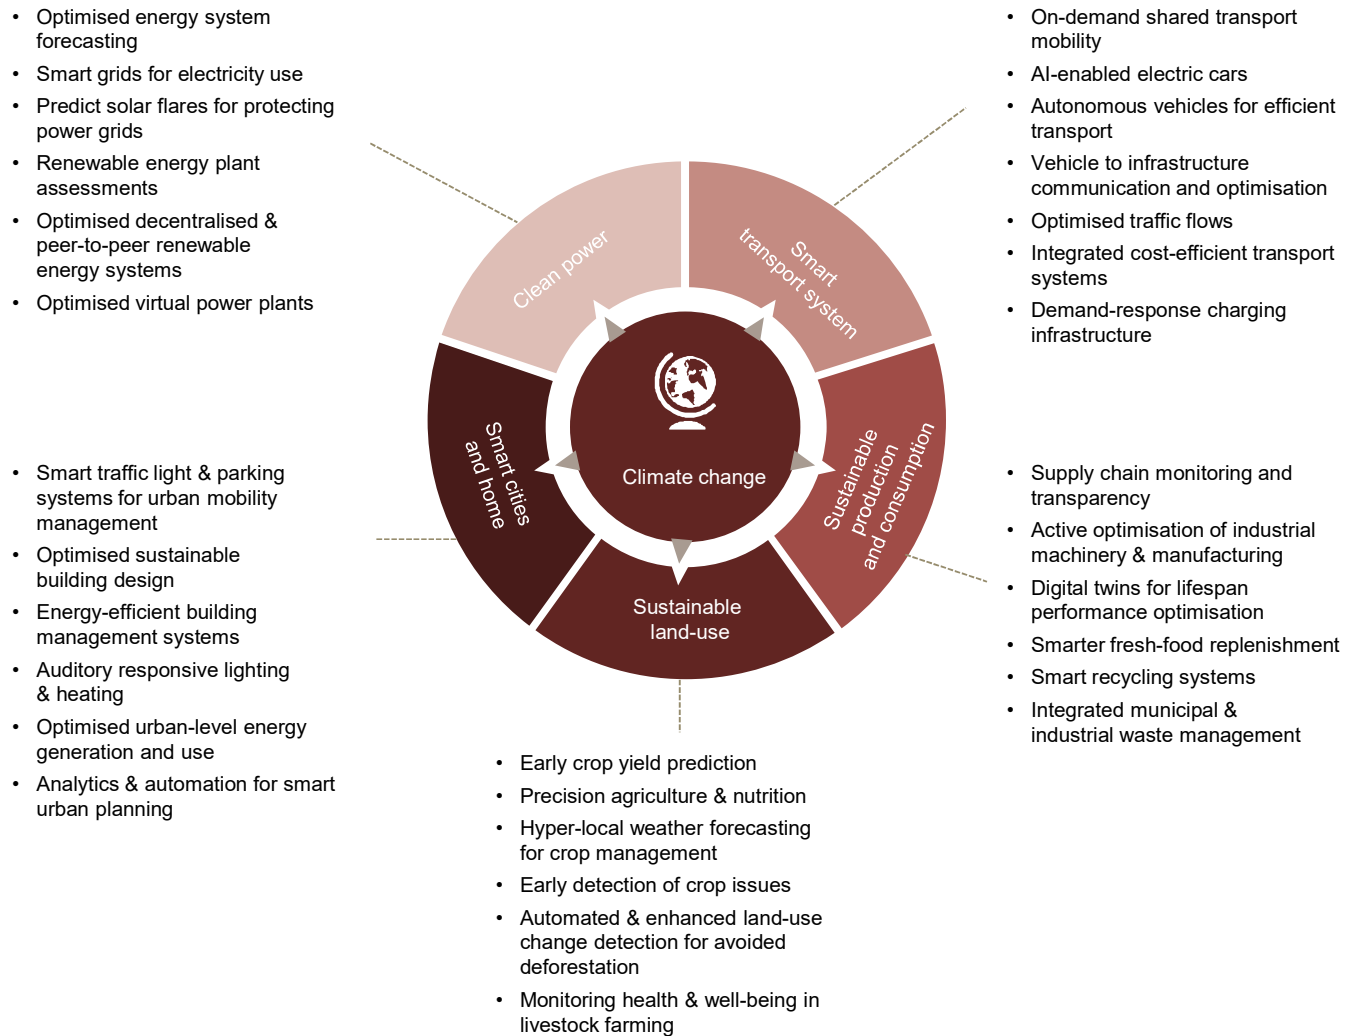 • Optimised energy system
forecasting
• Smart grids for electricity use
• Predict solar flares for protecting
power grids
• Renewable energy plant
assessments
• Optimised decentralised &
peer-to-peer renewable
energy systems
• Optimised virtual power plants
• On-demand shared transport
mobility
• AI-enabled electric cars
• Autonomous vehicles for efficient
transport
• Vehicle to infrastructure
communication and optimisation
• Optimised traffic flows
• Integrated cost-efficient transport
systems
• Demand-response charging
infrastructure
Clean power
Smart
transport system
Smart cities
and home
Climate change
Sustainable
production
and consumption
Sustainable
land-use
• Smart traffic light & parking
systems for urban mobility
management
• Optimised sustainable
building design
• Energy-efficient building
management systems
• Auditory responsive lighting
& heating
• Optimised urban-level energy
generation and use
• Analytics & automation for smart
urban planning
• Supply chain monitoring and
transparency
• Active optimisation of industrial
machinery & manufacturing
• Digital twins for lifespan
performance optimisation
• Smarter fresh-food replenishment
• Smart recycling systems
• Integrated municipal &
industrial waste management
• Early crop yield prediction
• Precision agriculture & nutrition
• Hyper-local weather forecasting
for crop management
• Early detection of crop issues
• Automated & enhanced land-use
change detection for avoided
deforestation
• Monitoring health & well-being in
livestock farming